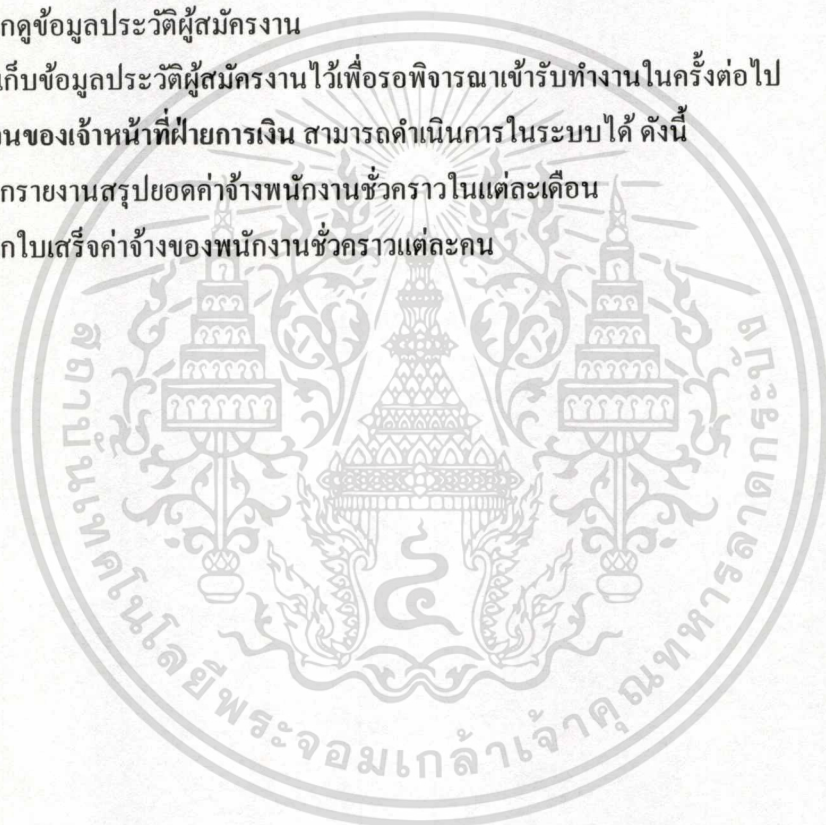 กดูข้อมูลประวัติผู้สมัครงาน
เก็บข้อมูลประวัติผู้สมัครงานไว้เพื่อรอพิจารณาเข้ารับทำงานในครั้งต่อไป
วนของเจ้าหน้าที่ฝ่ายการเงิน สามารถดำเนินการในระบบได้ ดังนี้
กรายงานสรุปยอดค่าจ้างพนักงานชั่วคราวในแต่ละเดือน
กใบเสร็จค่าจ้างของพนักงานชั่วคราวแต่ละคน
สถาบันเทคโนโลยีพระจอมเกล้าเจ้าคุณทหารลาดกระบัง